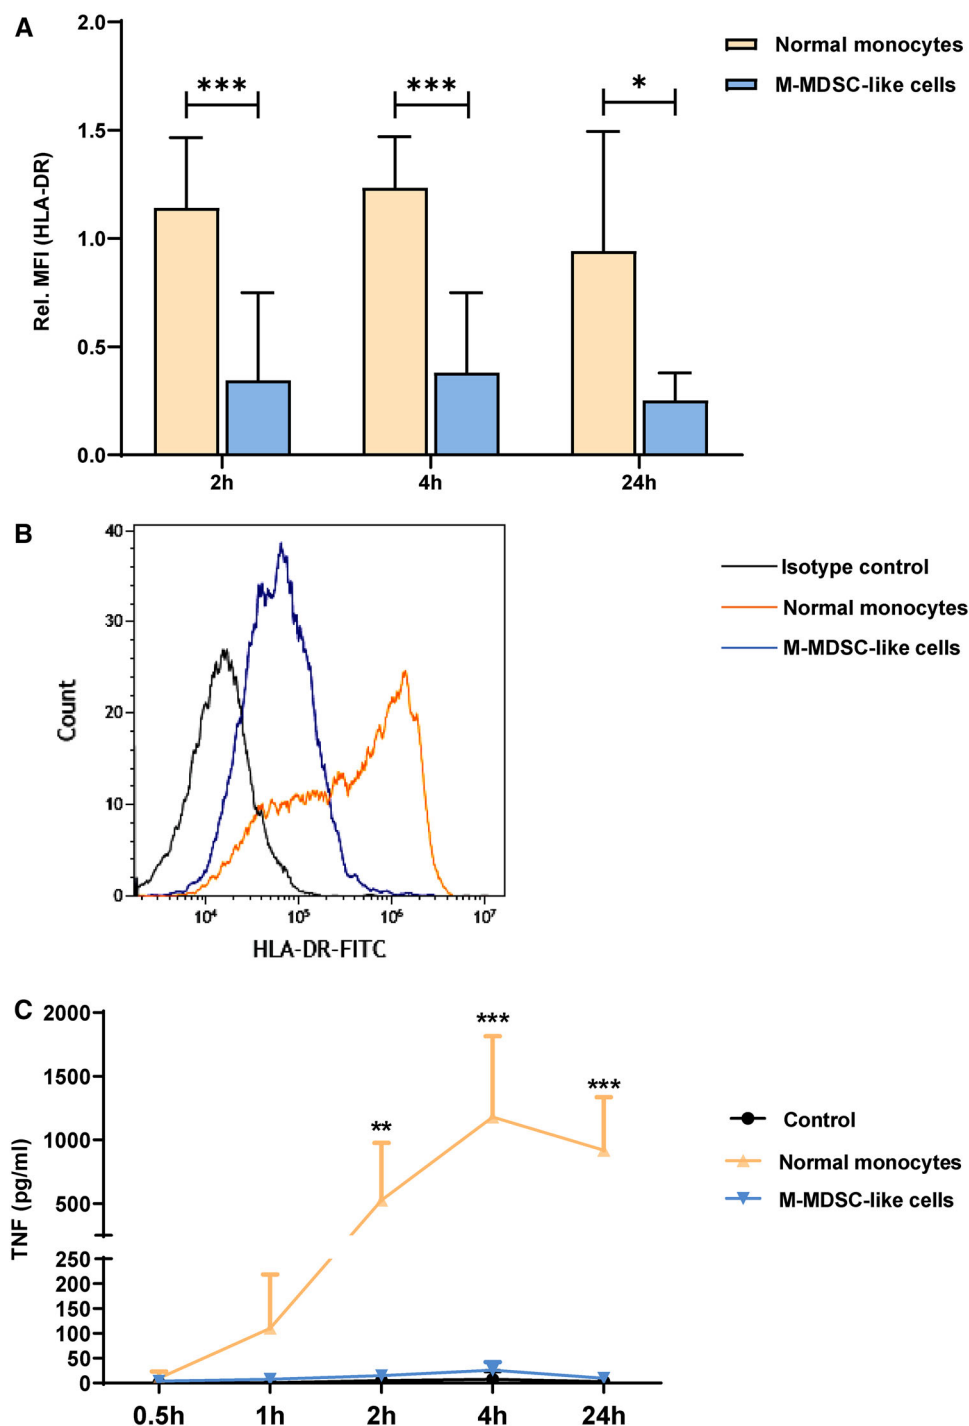 A
2.0
1.5
1.0
0.5
0.0
Rel. MFI (HLA-DR)
***
***
*
2h
4h
24h
Normal monocytes
M-MDSC-like cells
B
40
30
20
10
0
Count
10⁴
10⁵
10⁶
10⁷
HLA-DR-FITC
Isotype control
Normal monocytes
M-MDSC-like cells
C
2000
1500
1000
500
250
200
150
100
50
0
TNF (pg/ml)
**
***
***
0.5h
1h
2h
4h
24h
Control
Normal monocytes
M-MDSC-like cells